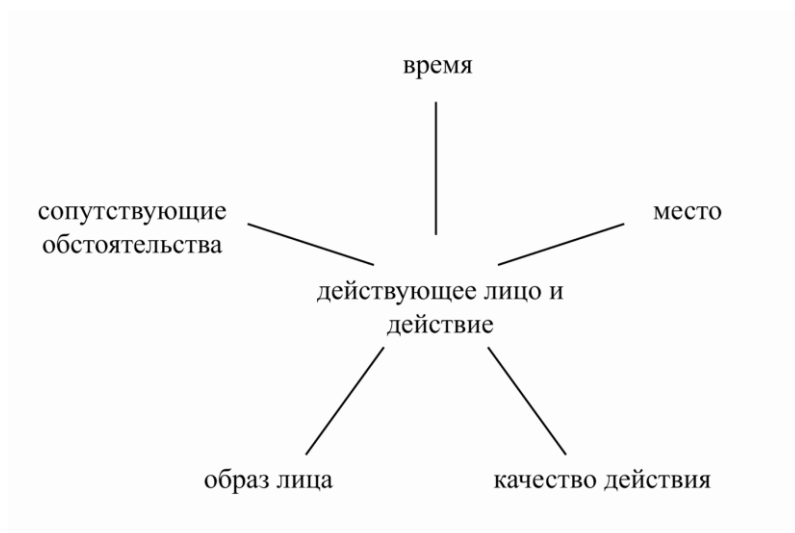 время
сопутствующие
обстоятельства
место
действующее лицо и
действие
образ лица
качество действия